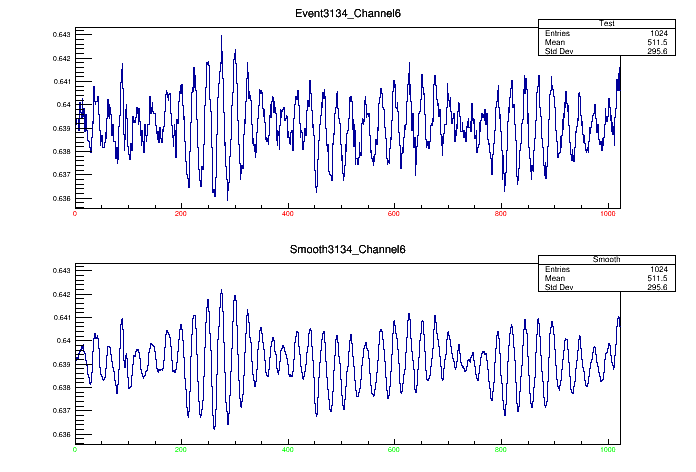 Event3134_Channel6
Test
Entries 1024
Mean 511.5
Std Dev 295.6
0.643
0.642
0.641
0.64
0.639
0.638
0.637
0.636
0 200 400 600 800 1000
Smooth3134_Channel6
Smooth
Entries 1024
Mean 511.5
Std Dev 295.6
0.643
0.642
0.641
0.64
0.639
0.638
0.637
0.636
0 200 400 600 800 1000